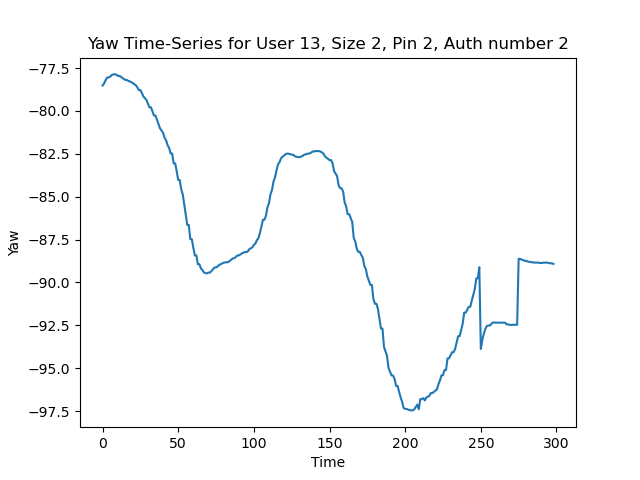 Yaw Time-Series for User 13, Size 2, Pin 2, Auth number 2
−77.5
−80.0
−82.5
−85.0
−87.5
−90.0
−92.5
−95.0
−97.5
Yaw
0 50 100 150 200 250 300
Time